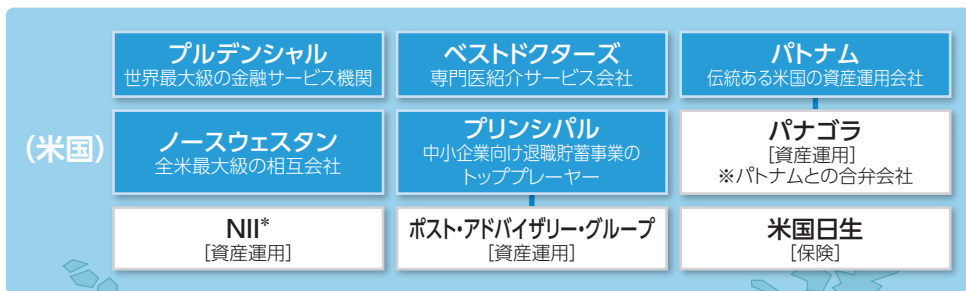 プルデンシャル
世界最大級の金融サービス機関
ベストドクターズ
専門医紹介サービス会社
パトナム
伝統ある米国の資産運用会社
（米国）
ノースウェスタン
全米最大級の相互会社
プリンシパル
中小企業向け退職貯蓄事業の
トッププレーヤー
パナゴラ
［資産運用］
※パトナムとの合弁会社
NII*
［資産運用］
ポスト・アドバイザリー・グループ
［資産運用］
米国日生
［保険］